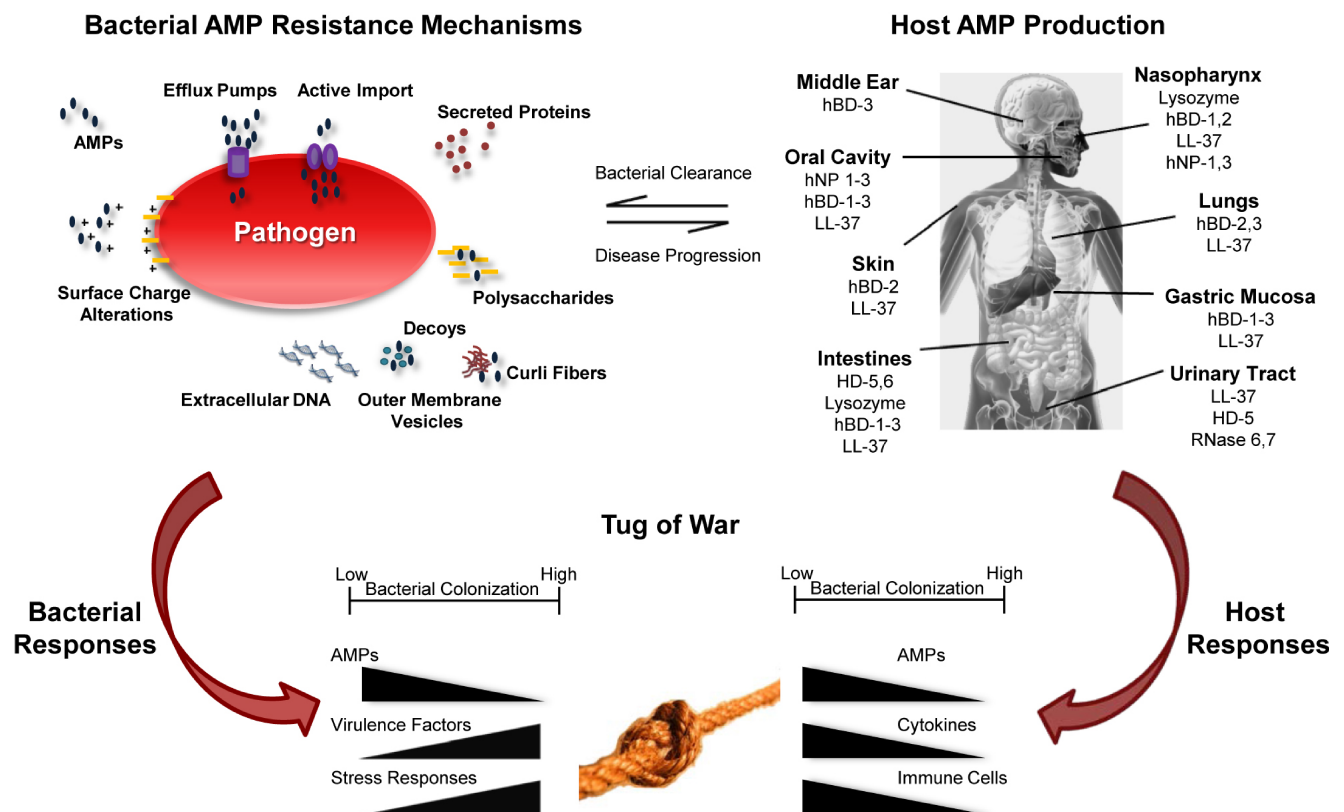 Bacterial AMP Resistance Mechanisms
Efflux Pumps
Active Import
AMPs
Secreted Proteins
+
+
+
+
+
+
+
+
+
+
Pathogen
Surface Charge
Alterations
Polysaccharides
Decoys
Curli Fibers
Extracellular DNA
Outer Membrane
Vesicles
Bacterial Clearance
Disease Progression
Host AMP Production
Middle Ear
hBD-3
Nasopharynx
Lysozyme
hBD-1,2
LL-37
hNP-1,3
Oral Cavity
hNP 1-3
hBD-1-3
LL-37
Lungs
hBD-2,3
LL-37
Skin
hBD-2
LL-37
Gastric Mucosa
hBD-1-3
LL-37
Intestines
HD-5,6
Lysozyme
hBD-1-3
LL-37
Urinary Tract
LL-37
HD-5
RNase 6,7
Tug of War
Bacterial
Responses
Low
High
Bacterial Colonization
AMPs
Virulence Factors
Stress Responses
Low
High
Bacterial Colonization
AMPs
Cytokines
Immune Cells
Host
Responses